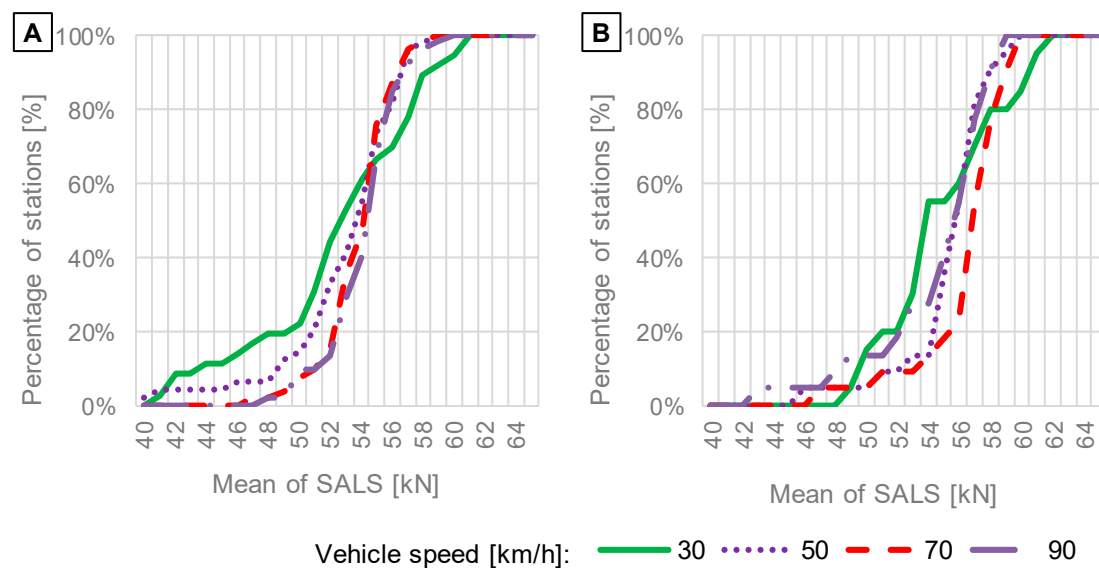 A
100%
80%
60%
40%
20%
0%
Percentage of stations [%]
40 42 44 46 48 50 52 54 56 58 60 62 64
Mean of SALS [kN]
B
100%
80%
60%
40%
20%
0%
Percentage of stations [%]
40 42 44 46 48 50 52 54 56 58 60 62 64
Mean of SALS [kN]
Vehicle speed [km/h]: 30 50 70 90